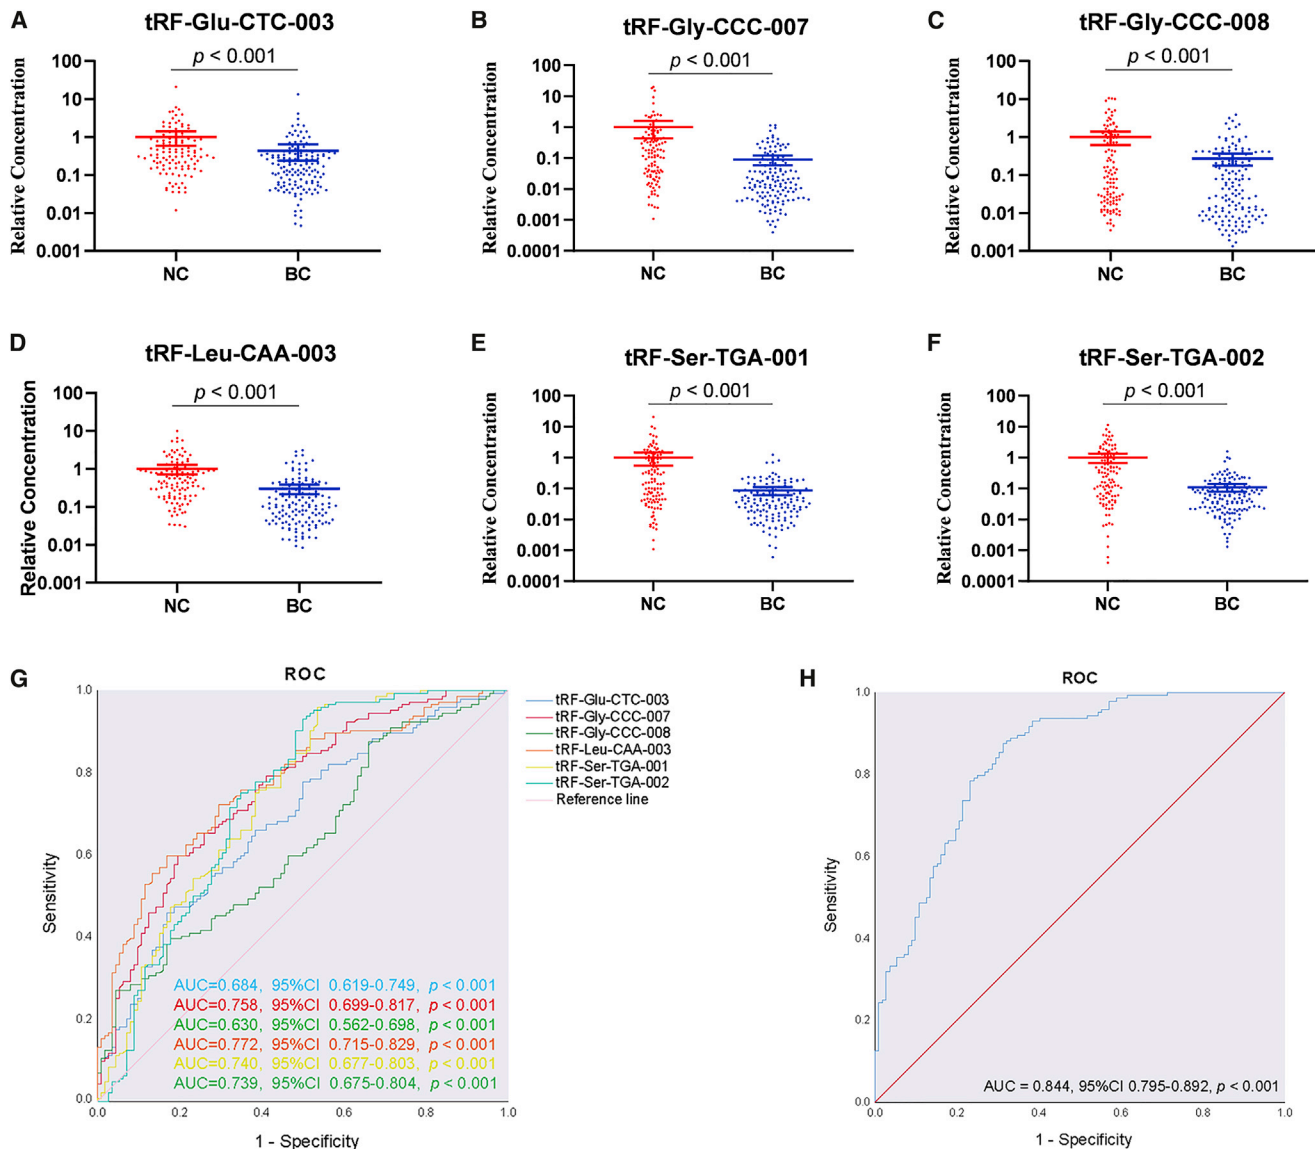 A
tRF-Glu-CTC-003
p < 0.001
Relative Concentration
100
10
1
0.1
0.01
0.001
NC
BC
B
tRF-Gly-CCC-007
p < 0.001
Relative Concentration
100
10
1
0.1
0.01
0.001
0.0001
NC
BC
C
tRF-Gly-CCC-008
p < 0.001
Relative Concentration
100
10
1
0.1
0.01
0.001
NC
BC
D
tRF-Leu-CAA-003
p < 0.001
Relative Concentration
100
10
1
0.1
0.01
0.001
NC
BC
E
tRF-Ser-TGA-001
p < 0.001
Relative Concentration
100
10
1
0.1
0.01
0.001
0.0001
NC
BC
F
tRF-Ser-TGA-002
p < 0.001
Relative Concentration
100
10
1
0.1
0.01
0.001
0.0001
NC
BC
G
ROC
Sensitivity
1.0
0.8
0.6
0.4
0.2
0.0
0.0 0.2 0.4 0.6 0.8 1.0
1 - Specificity
tRF-Glu-CTC-003
tRF-Gly-CCC-007
tRF-Gly-CCC-008
tRF-Leu-CAA-003
tRF-Ser-TGA-001
tRF-Ser-TGA-002
Reference line
AUC=0.684, 95%CI 0.619-0.749, p < 0.001
AUC=0.758, 95%CI 0.699-0.817, p < 0.001
AUC=0.630, 95%CI 0.562-0.698, p < 0.001
AUC=0.772, 95%CI 0.715-0.829, p < 0.001
AUC=0.740, 95%CI 0.677-0.803, p < 0.001
AUC=0.739, 95%CI 0.675-0.804, p < 0.001
H
ROC
Sensitivity
1.0
0.8
0.6
0.4
0.2
0.0
0.0 0.2 0.4 0.6 0.8 1.0
1 - Specificity
AUC = 0.844, 95%CI 0.795-0.892, p < 0.001